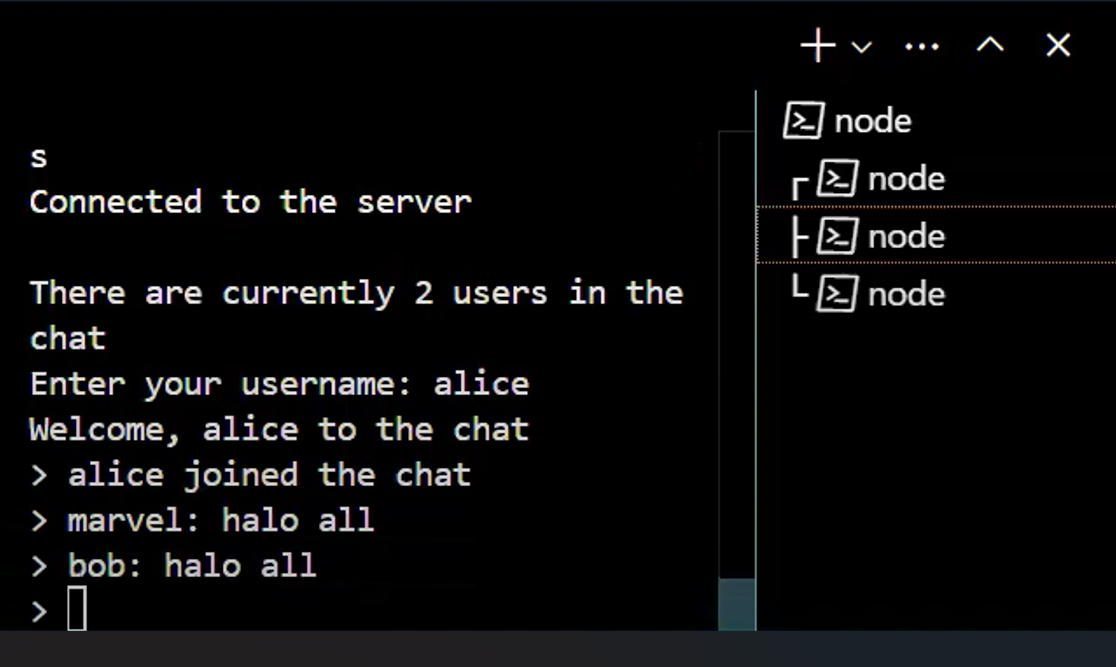 s
Connected to the server
There are currently 2 users in the
chat
Enter your username: alice
Welcome, alice to the chat
> alice joined the chat
> marvel: halo all
> bob: halo all
>
node
node
node
node